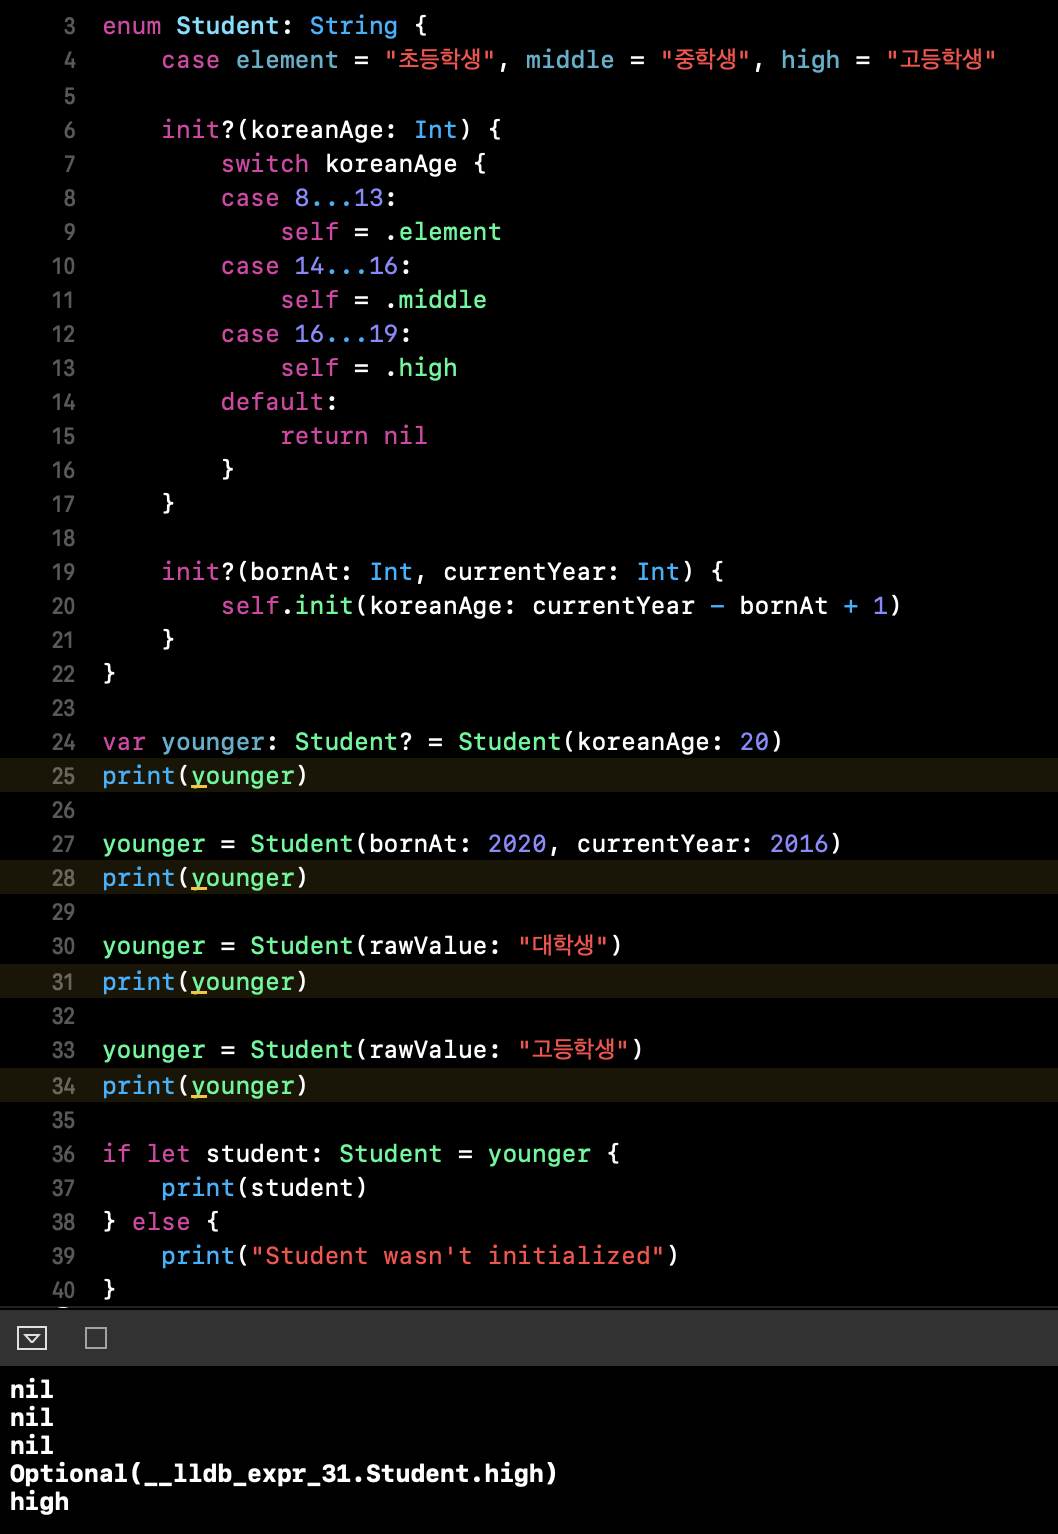 3 enum Student: String {
4     case element = "초등학생", middle = "중학생", high = "고등학생"
5
6     init?(koreanAge: Int) {
7         switch koreanAge {
8         case 8...13:
9             self = .element
10         case 14...16:
11             self = .middle
12         case 16...19:
13             self = .high
14         default:
15             return nil
16         }
17     }
18
19     init?(bornAt: Int, currentYear: Int) {
20         self.init(koreanAge: currentYear - bornAt + 1)
21     }
22 }
23
24 var younger: Student? = Student(koreanAge: 20)
25 print(younger)
26
27 younger = Student(bornAt: 2020, currentYear: 2016)
28 print(younger)
29
30 younger = Student(rawValue: "대학생")
31 print(younger)
32
33 younger = Student(rawValue: "고등학생")
34 print(younger)
35
36 if let student: Student = younger {
37     print(student)
38 } else {
39     print("Student wasn't initialized")
40 }
nil
nil
nil
Optional(__lldb_expr_31.Student.high)
high